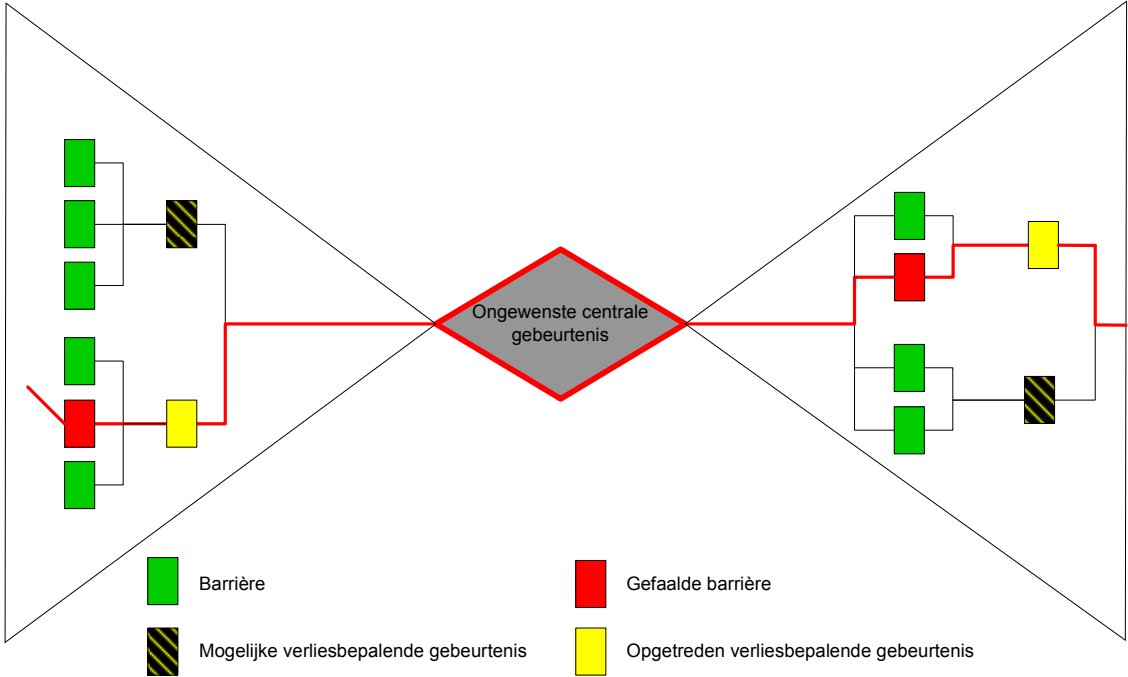 Ongewenste centrale
gebeurtenis
Barrière
Gefaalde barrière
Mogelijke verliesbepalende gebeurtenis
Opgetreden verliesbepalende gebeurtenis